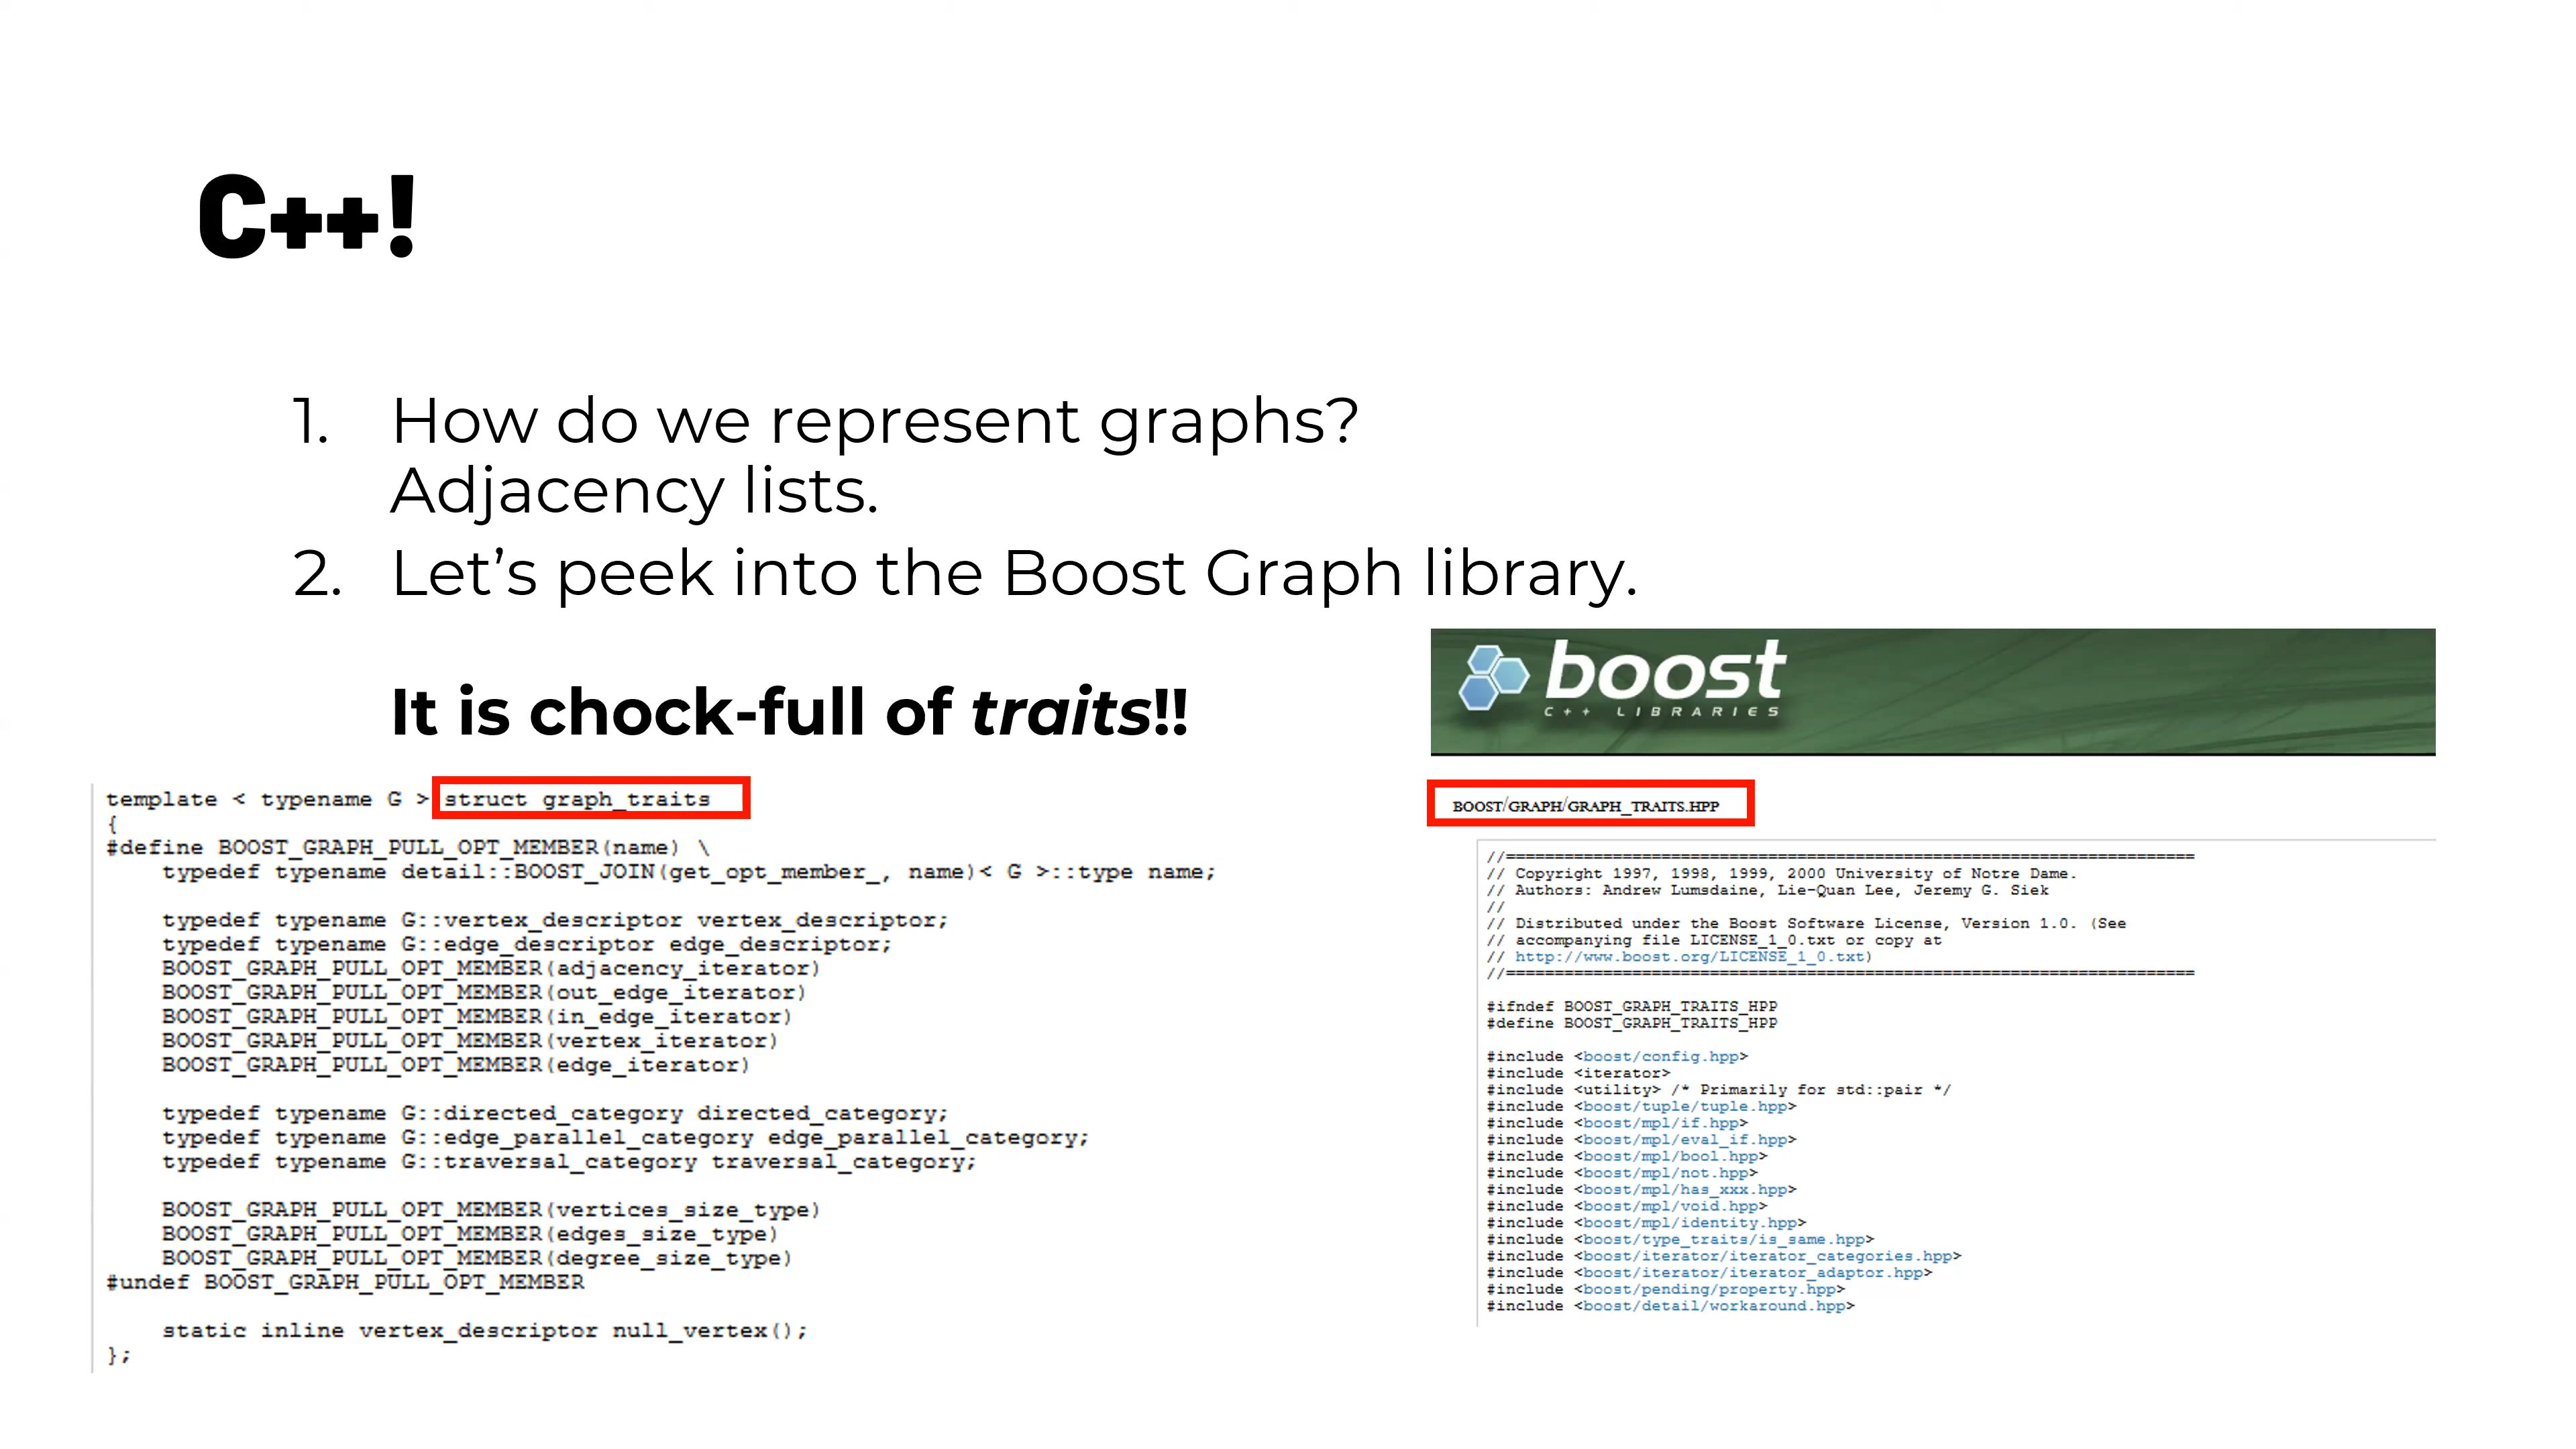 C++!
1. How do we represent graphs?
Adjacency lists.
2. Let’s peek into the Boost Graph library.
It is chock-full of traits!!
template < typename G > struct graph_traits
{
#define BOOST_GRAPH_PULL_OPT_MEMBER(name) \
    typedef typename detail::BOOST_JOIN(get_opt_member_, name)< G >::type name;
    typedef typename G::vertex_descriptor vertex_descriptor;
    typedef typename G::edge_descriptor edge_descriptor;
    BOOST_GRAPH_PULL_OPT_MEMBER(adjacency_iterator)
    BOOST_GRAPH_PULL_OPT_MEMBER(out_edge_iterator)
    BOOST_GRAPH_PULL_OPT_MEMBER(in_edge_iterator)
    BOOST_GRAPH_PULL_OPT_MEMBER(vertex_iterator)
    BOOST_GRAPH_PULL_OPT_MEMBER(edge_iterator)
    typedef typename G::directed_category directed_category;
    typedef typename G::edge_parallel_category edge_parallel_category;
    typedef typename G::traversal_category traversal_category;
    BOOST_GRAPH_PULL_OPT_MEMBER(vertices_size_type)
    BOOST_GRAPH_PULL_OPT_MEMBER(edges_size_type)
    BOOST_GRAPH_PULL_OPT_MEMBER(degree_size_type)
#undef BOOST_GRAPH_PULL_OPT_MEMBER
    static inline vertex_descriptor null_vertex();
};
boost
C++ LIBRARIES
BOOST/GRAPH/GRAPH_TRAITS.HPP
//=======================================================================
// Copyright 1997, 1998, 1999, 2000 University of Notre Dame.
// Authors: Andrew Lumsdaine, Lie-Quan Lee, Jeremy G. Siek
//
// Distributed under the Boost Software License, Version 1.0. (See
// accompanying file LICENSE_1_0.txt or copy at
// http://www.boost.org/LICENSE_1_0.txt)
//=======================================================================
#ifndef BOOST_GRAPH_TRAITS_HPP
#define BOOST_GRAPH_TRAITS_HPP
#include <boost/config.hpp>
#include <iterator>
#include <utility> /* Primarily for std::pair */
#include <boost/tuple/tuple.hpp>
#include <boost/mpl/if.hpp>
#include <boost/mpl/eval_if.hpp>
#include <boost/mpl/bool.hpp>
#include <boost/mpl/not.hpp>
#include <boost/mpl/has_xxx.hpp>
#include <boost/mpl/void.hpp>
#include <boost/mpl/identity.hpp>
#include <boost/type_traits/is_same.hpp>
#include <boost/iterator/iterator_categories.hpp>
#include <boost/iterator/iterator_adaptor.hpp>
#include <boost/pending/property.hpp>
#include <boost/detail/workaround.hpp>